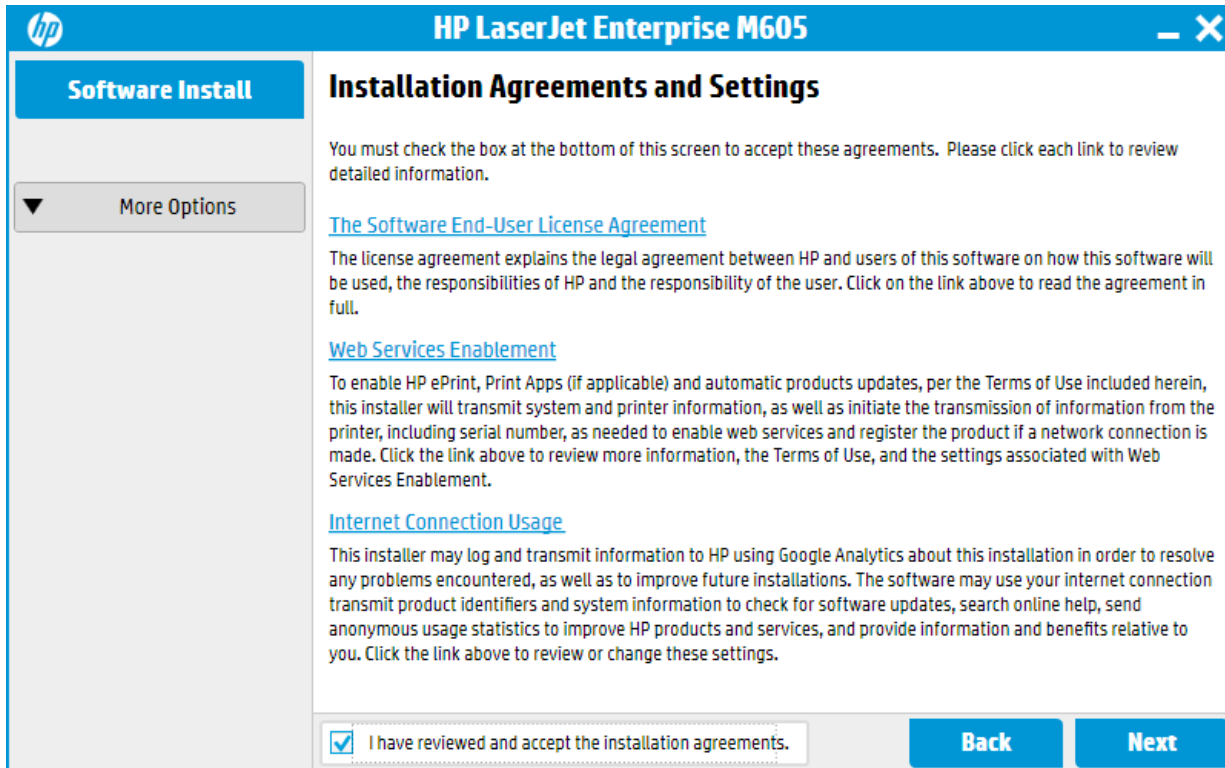 hp
HP LaserJet Enterprise M605
Software Install
More Options
Installation Agreements and Settings
You must check the box at the bottom of this screen to accept these agreements.  Please click each link to review
detailed information.
The Software End-User License Agreement
The license agreement explains the legal agreement between HP and users of this software on how this software will
be used, the responsibilities of HP and the responsibility of the user. Click on the link above to read the agreement in
full.
Web Services Enablement
To enable HP ePrint, Print Apps (if applicable) and automatic products updates, per the Terms of Use included herein,
this installer will transmit system and printer information, as well as initiate the transmission of information from the
printer, including serial number, as needed to enable web services and register the product if a network connection is
made. Click the link above to review more information, the Terms of Use, and the settings associated with Web
Services Enablement.
Internet Connection Usage
This installer may log and transmit information to HP using Google Analytics about this installation in order to resolve
any problems encountered, as well as to improve future installations. The software may use your internet connection
transmit product identifiers and system information to check for software updates, search online help, send
anonymous usage statistics to improve HP products and services, and provide information and benefits relative to
you. Click the link above to review or change these settings.
I have reviewed and accept the installation agreements.
Back
Next